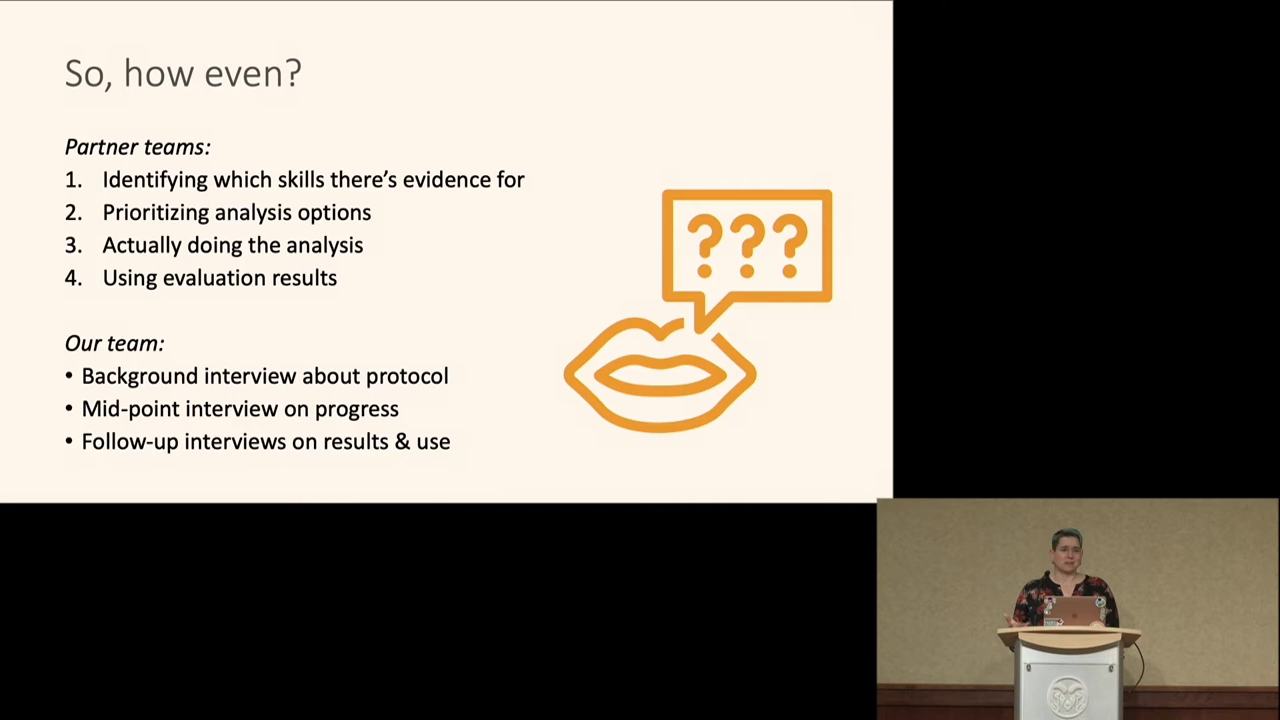 So, how even?
Partner teams:
1. Identifying which skills there's evidence for
2. Prioritizing analysis options
3. Actually doing the analysis
4. Using evaluation results
Our team:
• Background interview about protocol
• Mid-point interview on progress
• Follow-up interviews on results & use
???